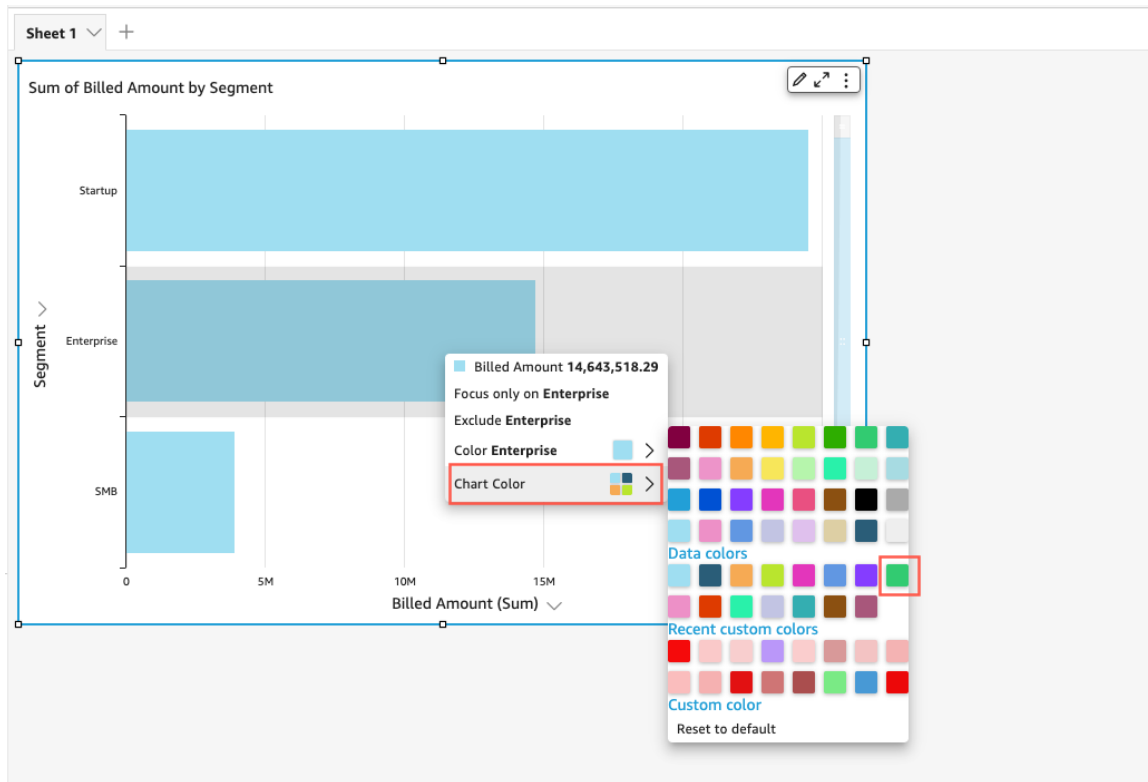 Sheet 1
Sum of Billed Amount by Segment
Startup
Enterprise
SMB
Segment
0
5M
10M
15M
Billed Amount (Sum)
Billed Amount 14,643,518.29
Focus only on Enterprise
Exclude Enterprise
Color Enterprise
Chart Color
Data colors
Recent custom colors
Custom color
Reset to default